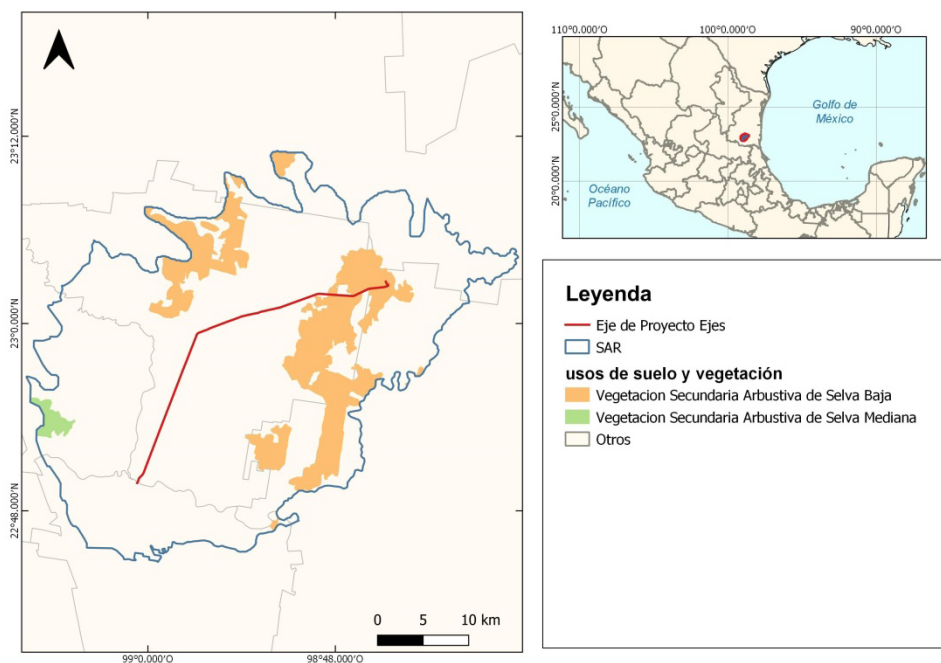 23°12.000'N
23°0.000'N
22°48.000'N
99°0.000'O
98°48.000'O
0 5 10 km
110°0.000'O
100°0.000'O
90°0.000'O
25°0.000'N
20°0.000'N
Golfo de
México
Océano
Pacífico
Leyenda
Eje de Proyecto Ejes
SAR
usos de suelo y vegetación
Vegetacion Secundaria Arbustiva de Selva Baja
Vegetacion Secundaria Arbustiva de Selva Mediana
Otros